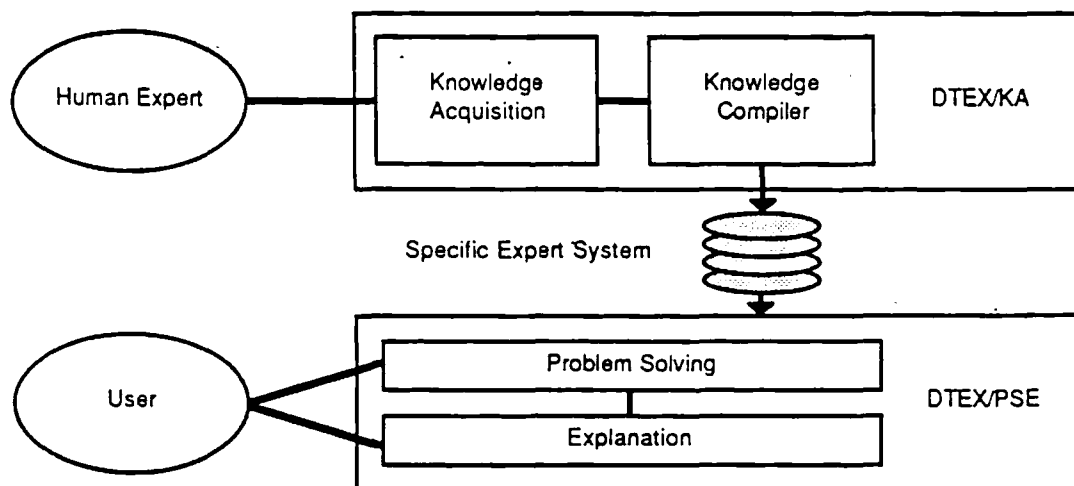 Human Expert
Knowledge
Acquisition
Knowledge
Compiler
DTEX/KA
Specific Expert System
User
Problem Solving
Explanation
DTEX/PSE